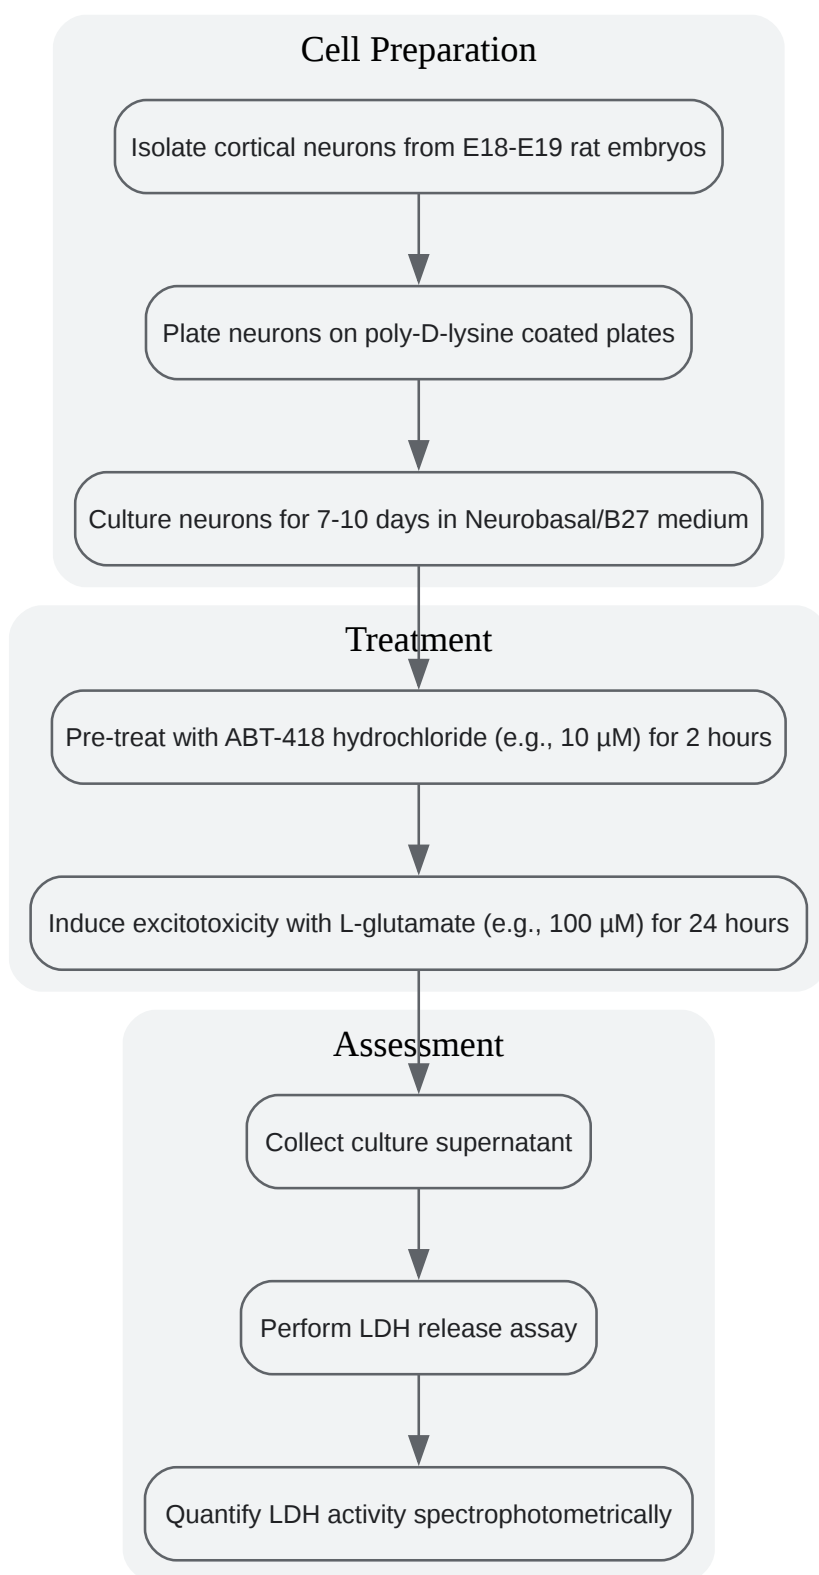 Cell Preparation
Isolate cortical neurons from E18-E19 rat embryos
Plate neurons on poly-D-lysine coated plates
Culture neurons for 7-10 days in Neurobasal/B27 medium
Treatment
Pre-treat with ABT-418 hydrochloride (e.g., 10 µM) for 2 hours
Induce excitotoxicity with L-glutamate (e.g., 100 µM) for 24 hours
Assessment
Collect culture supernatant
Perform LDH release assay
Quantify LDH activity spectrophotometrically